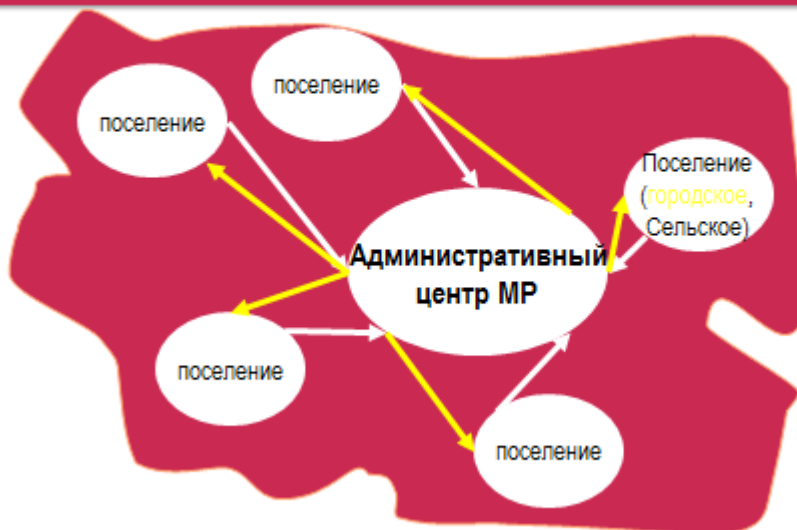 поселение
поселение
Поселение
(городское,
Сельское)
Административный
центр МР
поселение
поселение